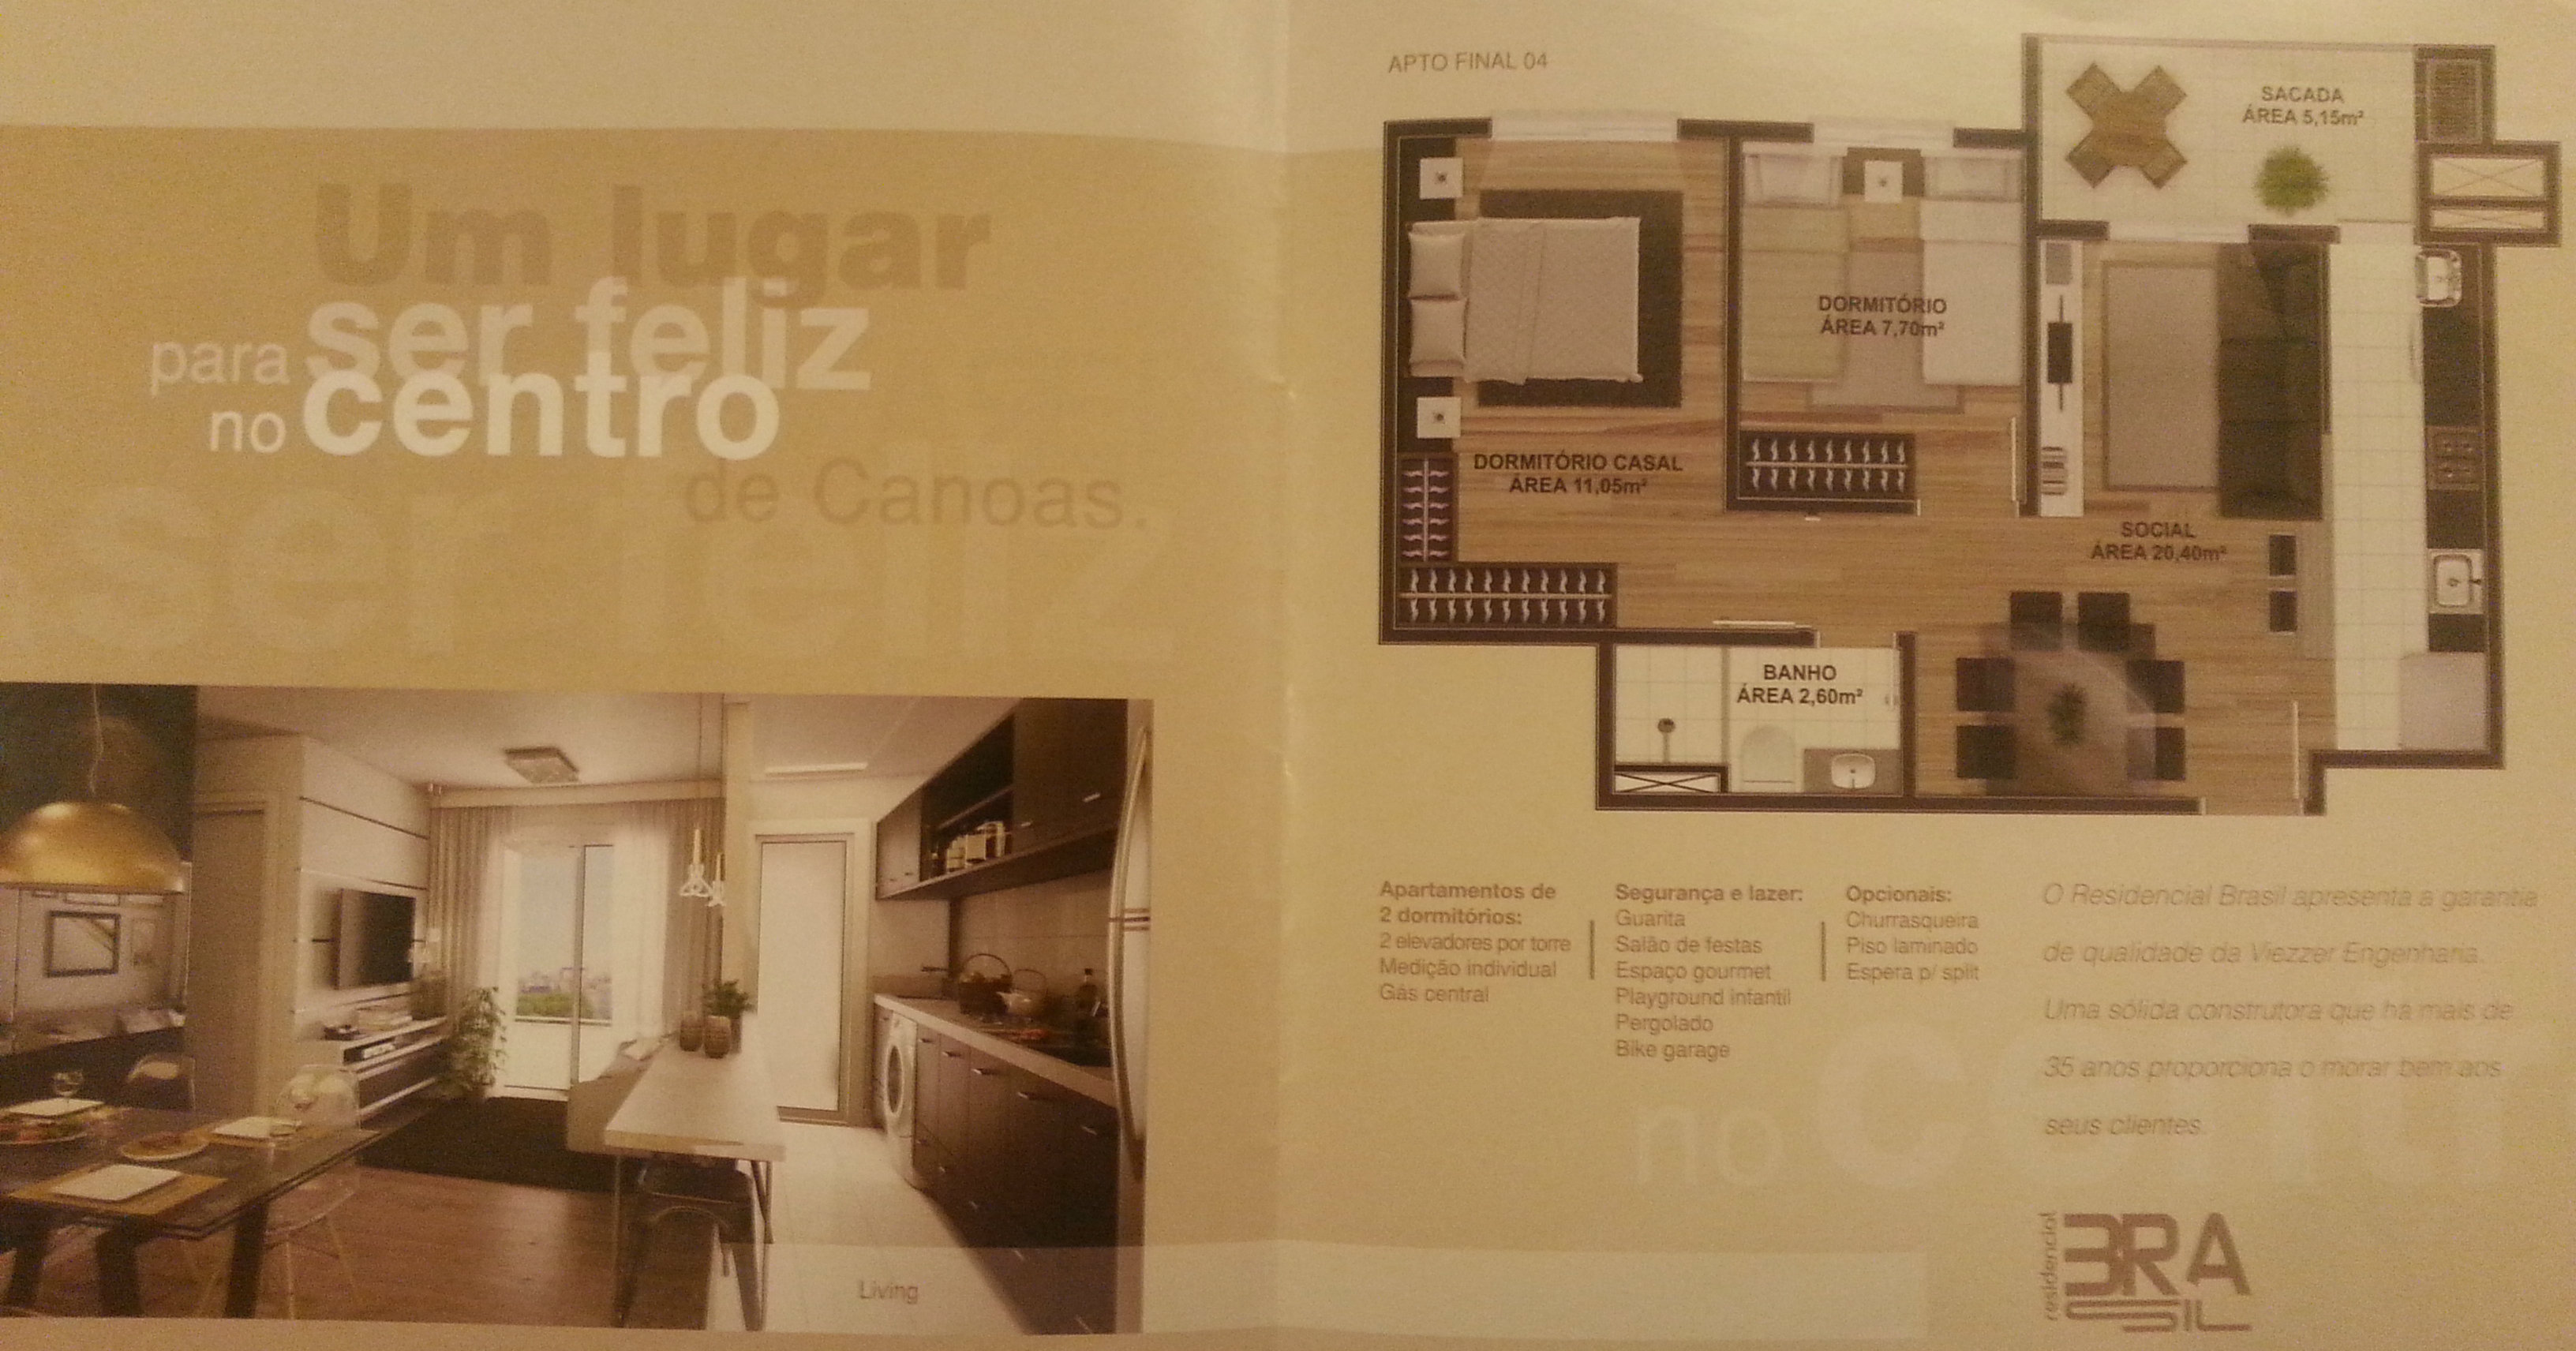 Um lugar
para ser feliz
no centro
de Canoas.
ser feliz
Living
APTO FINAL 04
SACADA
ÁREA 5,15m²
DORMITÓRIO
ÁREA 7,70m²
DORMITÓRIO CASAL
ÁREA 11,05m²
SOCIAL
ÁREA 20,40m²
BANHO
ÁREA 2,60m²
Apartamentos de
2 dormitórios:
2 elevadores por torre
Medição individual
Gás central
Segurança e lazer:
Guarita
Salão de festas
Espaço gourmet
Playground infantil
Pergolado
Bike garage
Opcionais:
Churrasqueira
Piso laminado
Espera p/ split
O Residencial Brasil apresenta a garantia
de qualidade da Viezzer Engenharia.
Uma sólida construtora que há mais de
35 anos proporciona o morar bem aos
seus clientes.
no
residencial
BRA
SIL